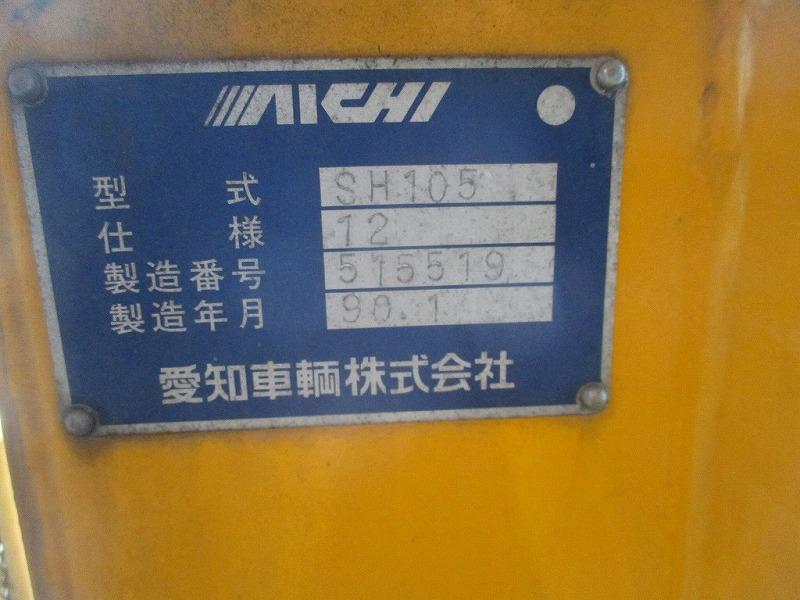 AICHI
型式 SH105
仕様 12
製造番号 515519
製造年月 90.1
愛知車輌株式会社